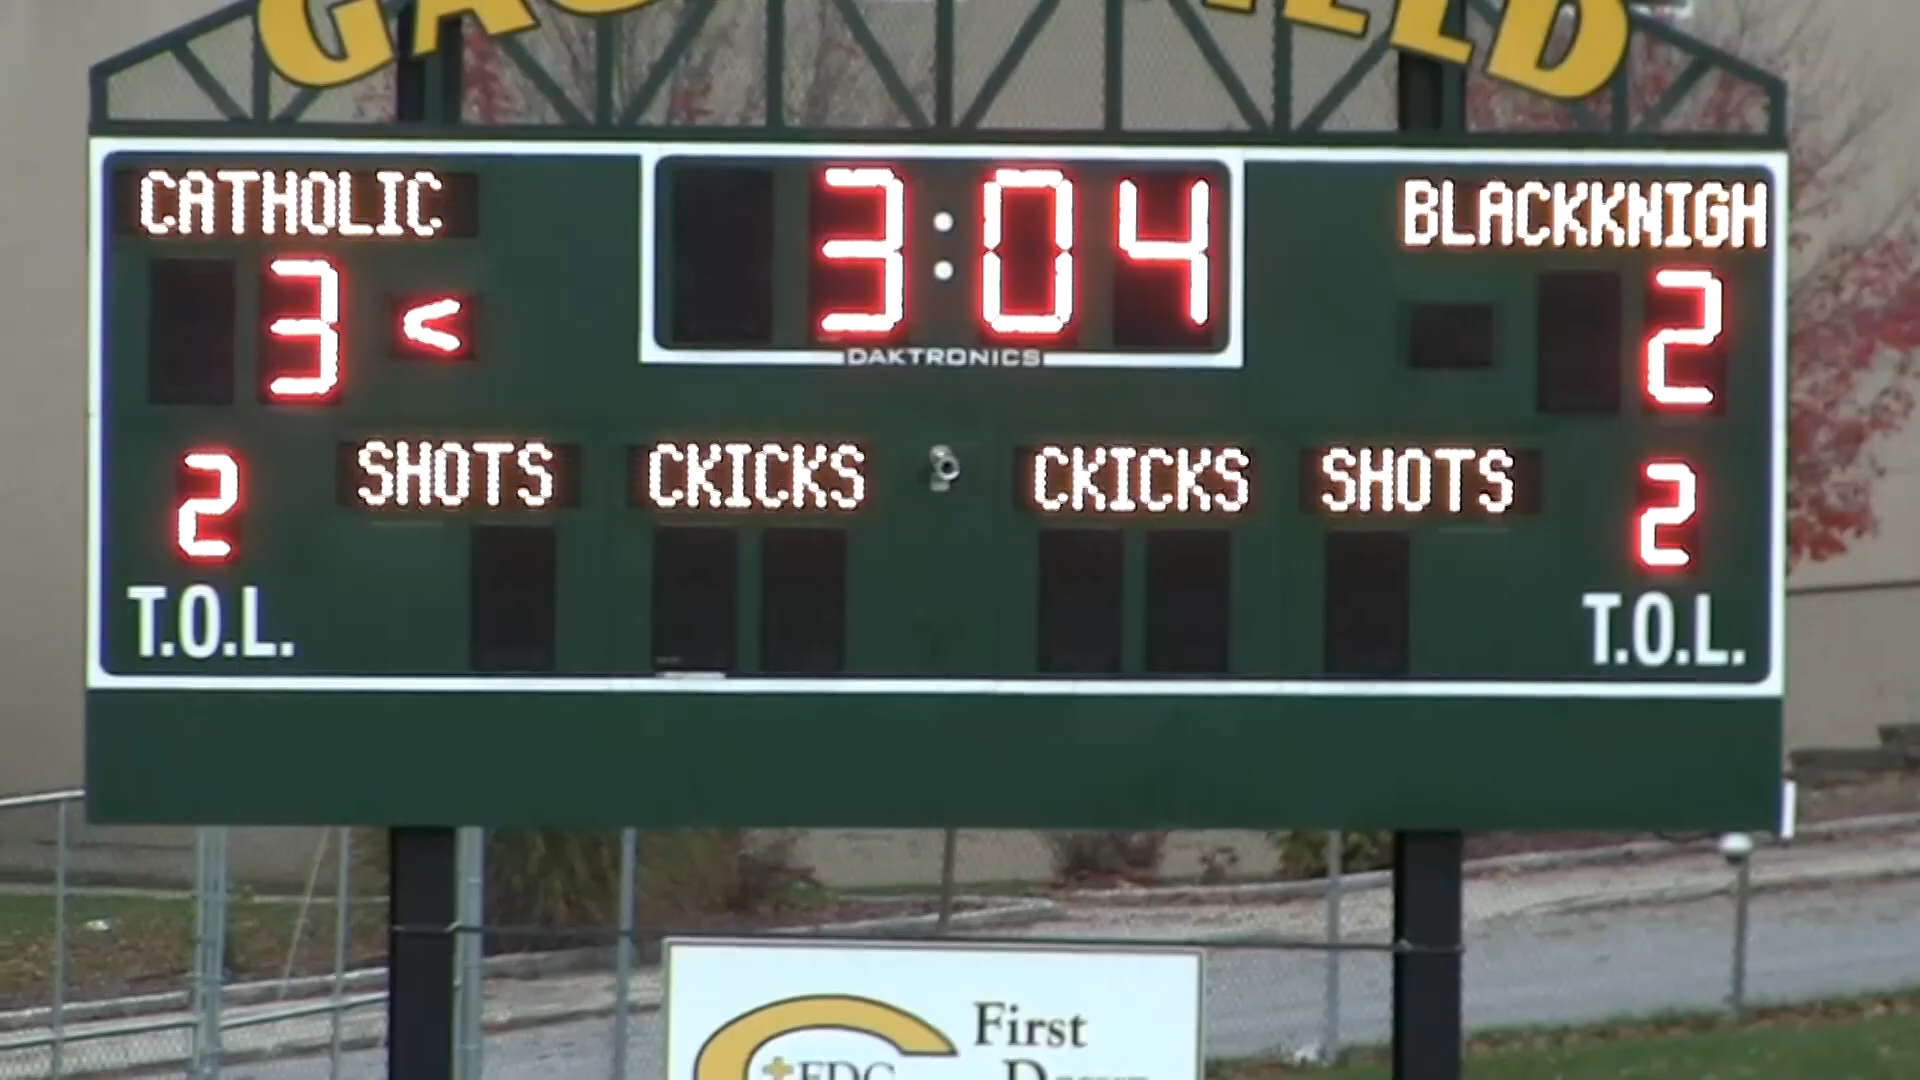 CATHOLIC 3:04 BLACKKNIGH
3 < 2
DAKTRONICS
2 SHOTS CKICKS CKICKS SHOTS 2
T.O.L. T.O.L.
First